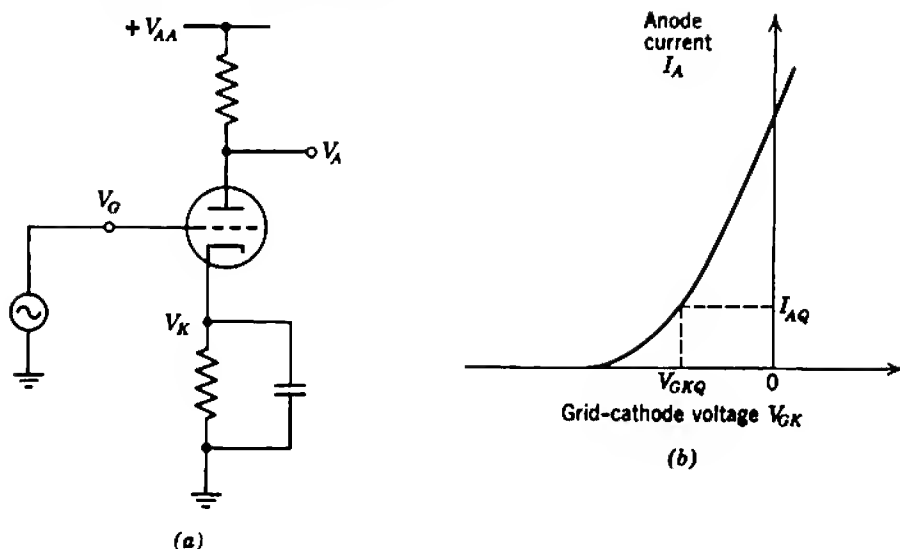 + V_AA
V_A
V_G
V_K
(a)
Anode
current
I_A
I_AQ
V_GKQ
0
Grid-cathode voltage V_GK
(b)